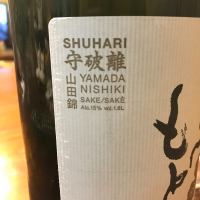 SHUHARI
守破離
山田錦
YAMADA
NISHIKI
SAKE/SAKÉ
Alc.15% vol.1.8L